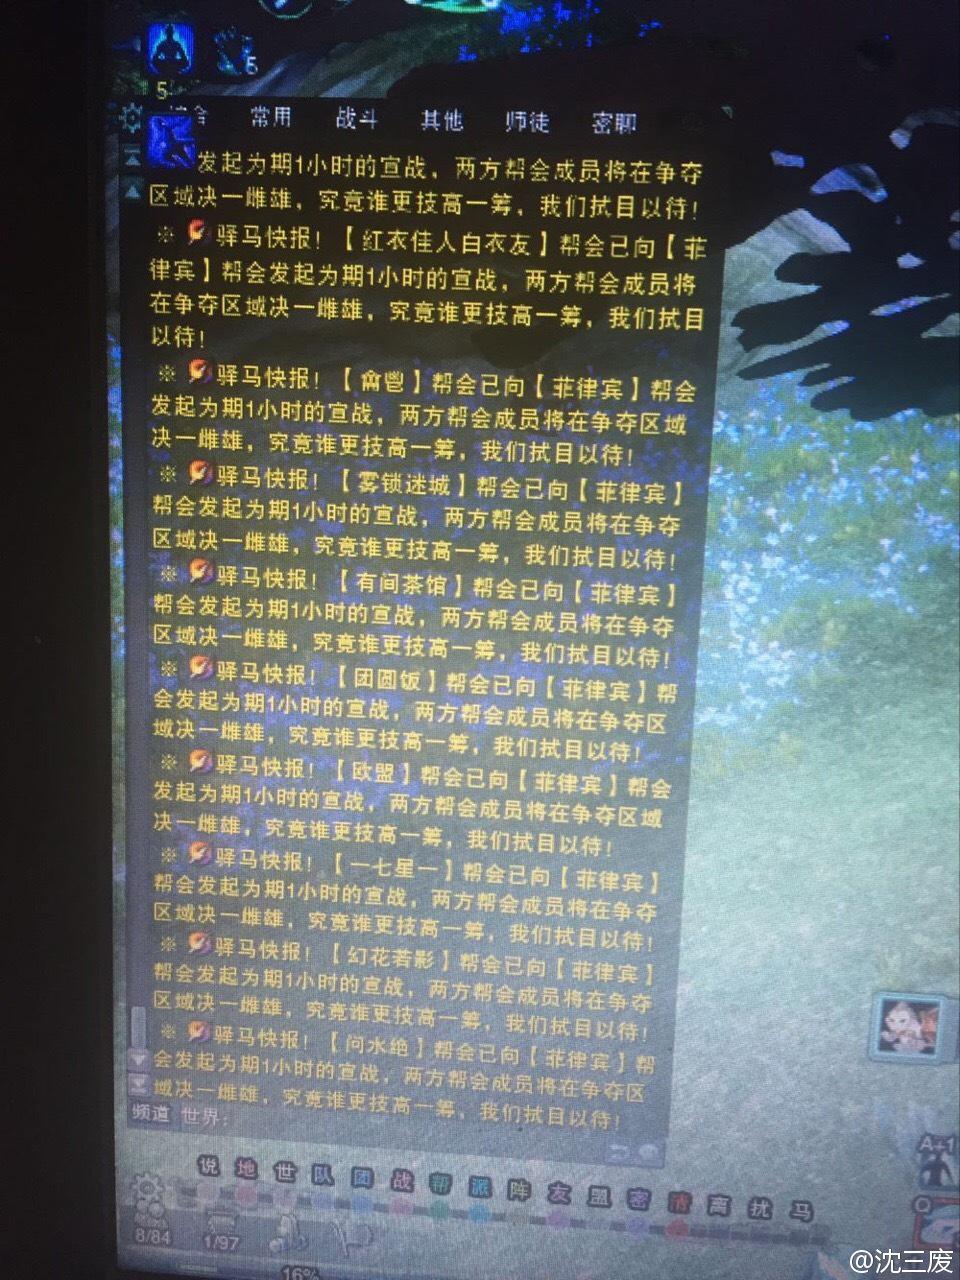 5
5
常用 战斗 其他 师徒 密聊
发起为期1小时的宣战，两方帮会成员将在争夺
区域决一雌雄，究竟谁更技高一筹，我们拭目以待！
※ 驿马快报！【红衣佳人白衣友】帮会已向【菲
律宾】帮会发起为期1小时的宣战，两方帮会成员将
在争夺区域决一雌雄，究竟谁更技高一筹，我们拭目
以待！
※ 驿马快报！【】帮会已向【菲律宾】帮会
发起为期1小时的宣战，两方帮会成员将在争夺区域
决一雌雄，究竟谁更技高一筹，我们拭目以待！
※ 驿马快报！【雾锁迷城】帮会已向【菲律宾】
帮会发起为期1小时的宣战，两方帮会成员将在争夺
区域决一雌雄，究竟谁更技高一筹，我们拭目以待！
※ 驿马快报！【有间茶馆】帮会已向【菲律宾】
帮会发起为期1小时的宣战，两方帮会成员将在争夺
区域决一雌雄，究竟谁更技高一筹，我们拭目以待！
※ 驿马快报！【团圆饭】帮会已向【菲律宾】帮
会发起为期1小时的宣战，两方帮会成员将在争夺区
域决一雌雄，究竟谁更技高一筹，我们拭目以待！
※ 驿马快报！【欧盟】帮会已向【菲律宾】帮会
发起为期1小时的宣战，两方帮会成员将在争夺区域
决一雌雄，究竟谁更技高一筹，我们拭目以待！
※ 驿马快报！【一七星一】帮会已向【菲律宾】
帮会发起为期1小时的宣战，两方帮会成员将在争夺
区域决一雌雄，究竟谁更技高一筹，我们拭目以待！
※ 驿马快报！【幻花若影】帮会已向【菲律宾】
帮会发起为期1小时的宣战，两方帮会成员将在争夺
区域决一雌雄，究竟谁更技高一筹，我们拭目以待！
※ 驿马快报！【问水绝】帮会已向【菲律宾】帮
会发起为期1小时的宣战，两方帮会成员将在争夺区
域决一雌雄，究竟谁更技高一筹，我们拭目以待！
频道 世界：
A+1
说 地 世 队 团 战 帮 派 阵 友 盟 密 清 离 扰 马
Q
8/84 1/97
16%
@沈三废